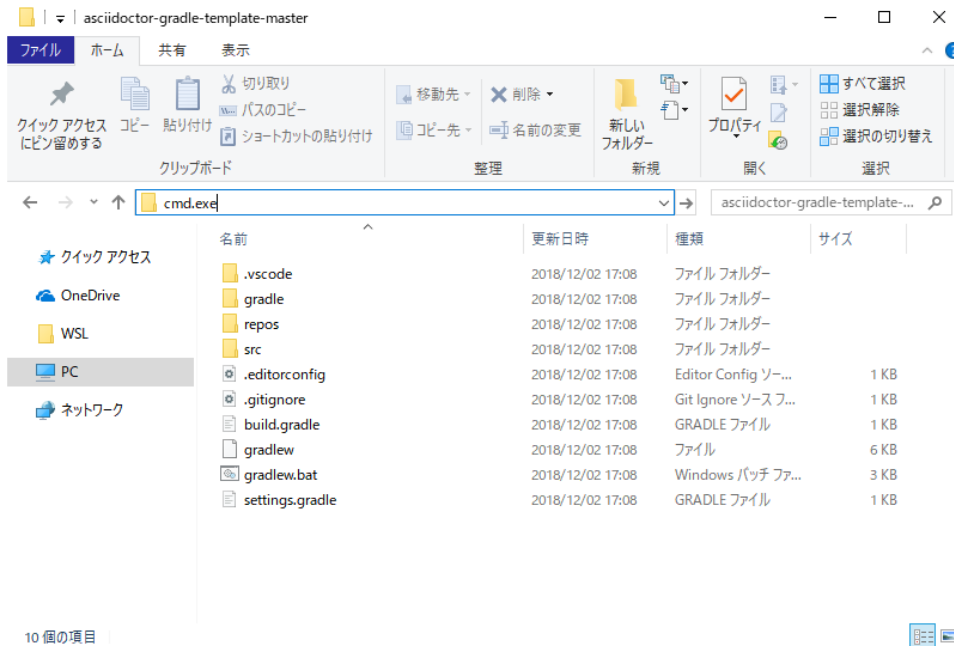 asciidoctor-gradle-template-master
ファイル ホーム 共有 表示
クイック アクセス
にピン留めする
コピー
貼り付け
切り取り
パスのコピー
ショートカットの貼り付け
クリップボード
移動先
コピー先
削除
名前の変更
整理
新しい
フォルダー
新規
プロパティ
開く
すべて選択
選択解除
選択の切り替え
選択
cmd.exe
asciidoctor-gradle-template-...
クイック アクセス
OneDrive
WSL
PC
ネットワーク
名前 更新日時 種類 サイズ
.vscode 2018/12/02 17:08 ファイル フォルダー
gradle 2018/12/02 17:08 ファイル フォルダー
repos 2018/12/02 17:08 ファイル フォルダー
src 2018/12/02 17:08 ファイル フォルダー
.editorconfig 2018/12/02 17:08 Editor Config ソー... 1 KB
.gitignore 2018/12/02 17:08 Git Ignore ソース フ... 1 KB
build.gradle 2018/12/02 17:08 GRADLE ファイル 1 KB
gradlew 2018/12/02 17:08 ファイル 6 KB
gradlew.bat 2018/12/02 17:08 Windows バッチ ファ... 3 KB
settings.gradle 2018/12/02 17:08 GRADLE ファイル 1 KB
10 個の項目